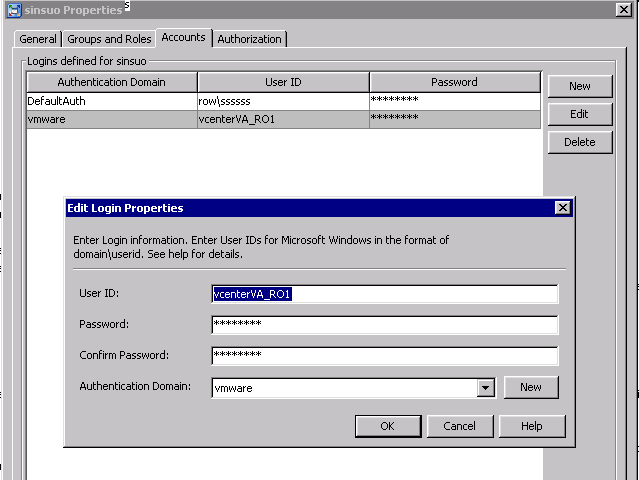 sinsuo Properties
s
General Groups and Roles Accounts Authorization
Logins defined for sinsuo
Authentication Domain User ID Password
DefaultAuth row\ssssss ********
vmware vcenterVA_RO1 ********
New
Edit
Delete
Edit Login Properties
Enter Login information. Enter User IDs for Microsoft Windows in the format of
domain\userid. See help for details.
User ID: vcenterVA_RO1
Password: ********
Confirm Password: ********
Authentication Domain: vmware New
OK Cancel Help